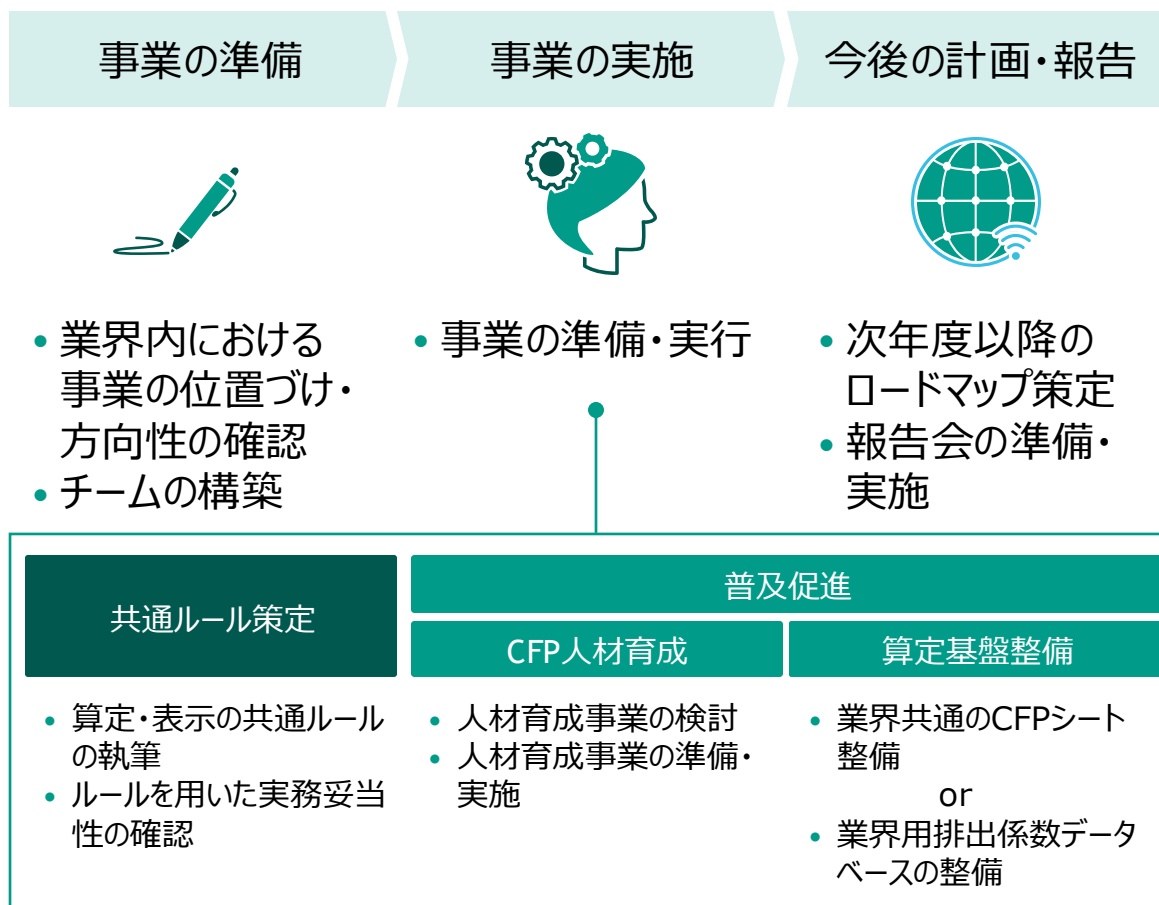 事業の準備
事業の実施
今後の計画・報告
• 業界内における
事業の位置づけ・
方向性の確認
• チームの構築
• 事業の準備・実行
• 次年度以降の
ロードマップ策定
• 報告会の準備・
実施
共通ルール策定
普及促進
CFP人材育成
算定基盤整備
• 算定・表示の共通ルール
の執筆
• ルールを用いた実務妥当
性の確認
• 人材育成事業の検討
• 人材育成事業の準備・
実施
• 業界共通のCFPシート
整備
or
• 業界用排出係数データ
ベースの整備